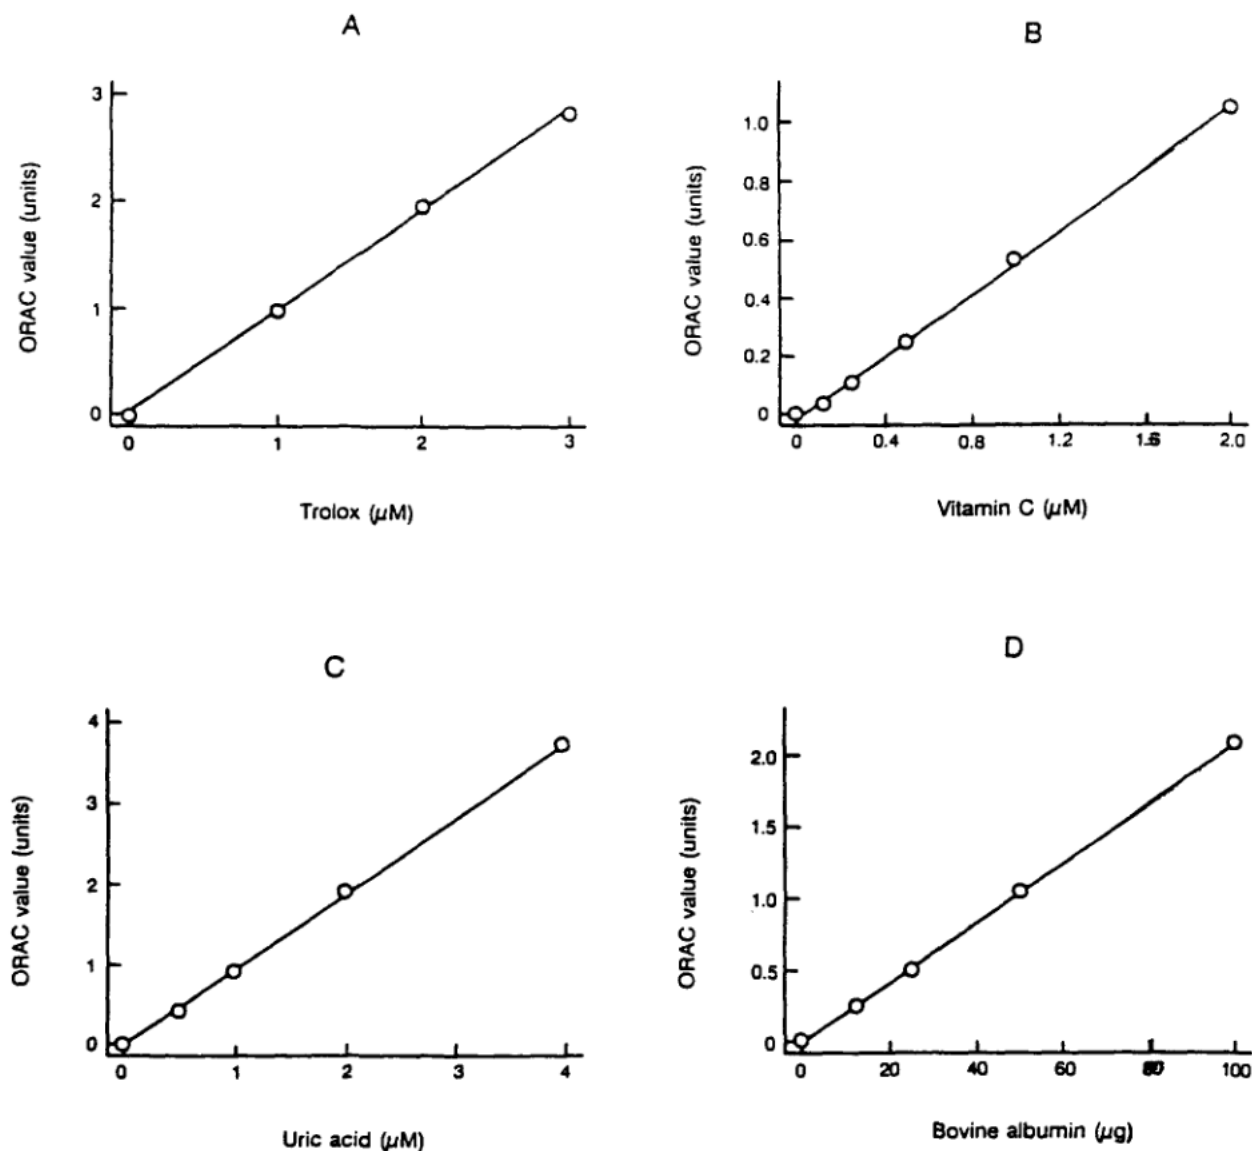 A
ORAC value (units)
3
2
1
0
0 1 2 3
Trolox (μM)
B
ORAC value (units)
1.0
0.8
0.6
0.4
0.2
0
0 0.4 0.8 1.2 1.6 2.0
Vitamin C (μM)
C
ORAC value (units)
4
3
2
1
0
0 1 2 3 4
Uric acid (μM)
D
ORAC value (units)
2.0
1.5
1.0
0.5
0
0 20 40 60 80 100
Bovine albumin (μg)